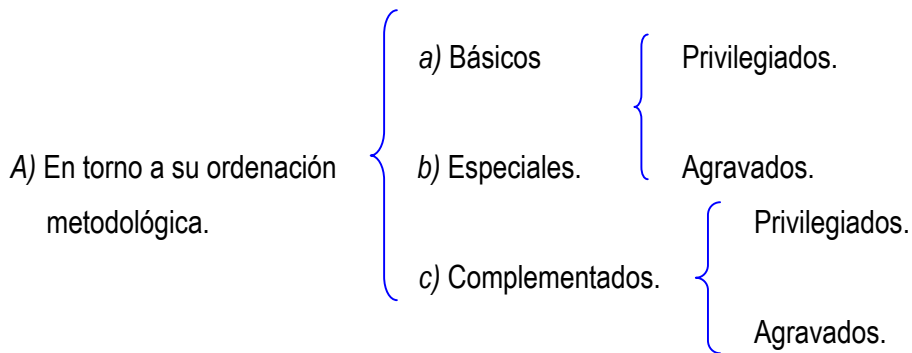 a) Básicos
Privilegiados.
A) En torno a su ordenación
metodológica.
b) Especiales.
Agravados.
Privilegiados.
c) Complementados.
Agravados.